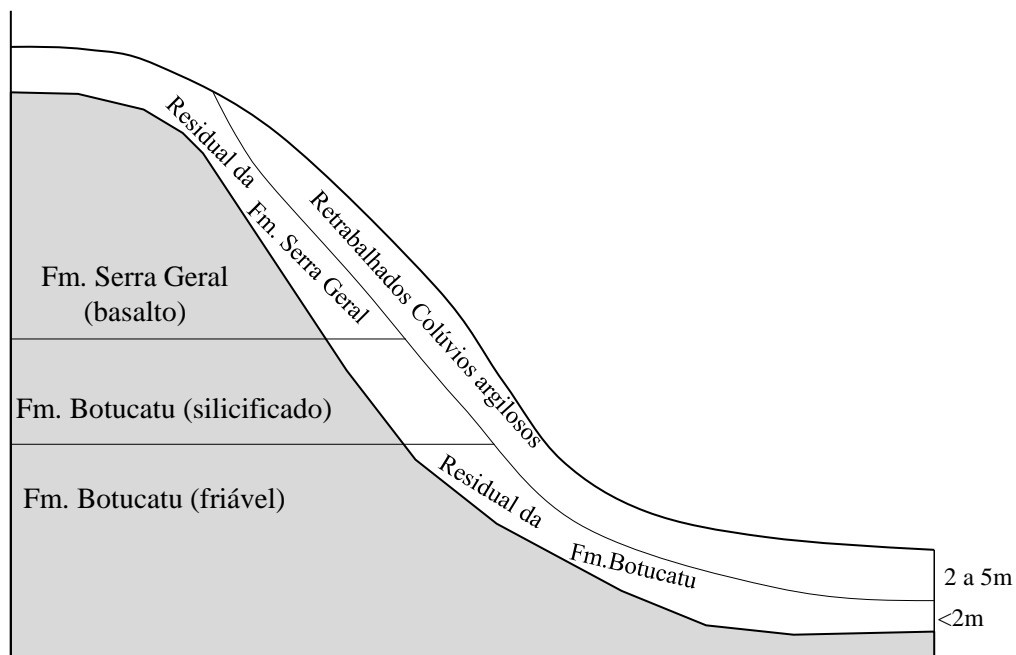 Residual da
Fm. Serra Geral
Retrabalhados Colúvios argilosos
Fm. Serra Geral
(basalto)
Fm. Botucatu (silicificado)
Fm. Botucatu (friável)
Residual da
Fm.Botucatu
2 a 5m
<2m